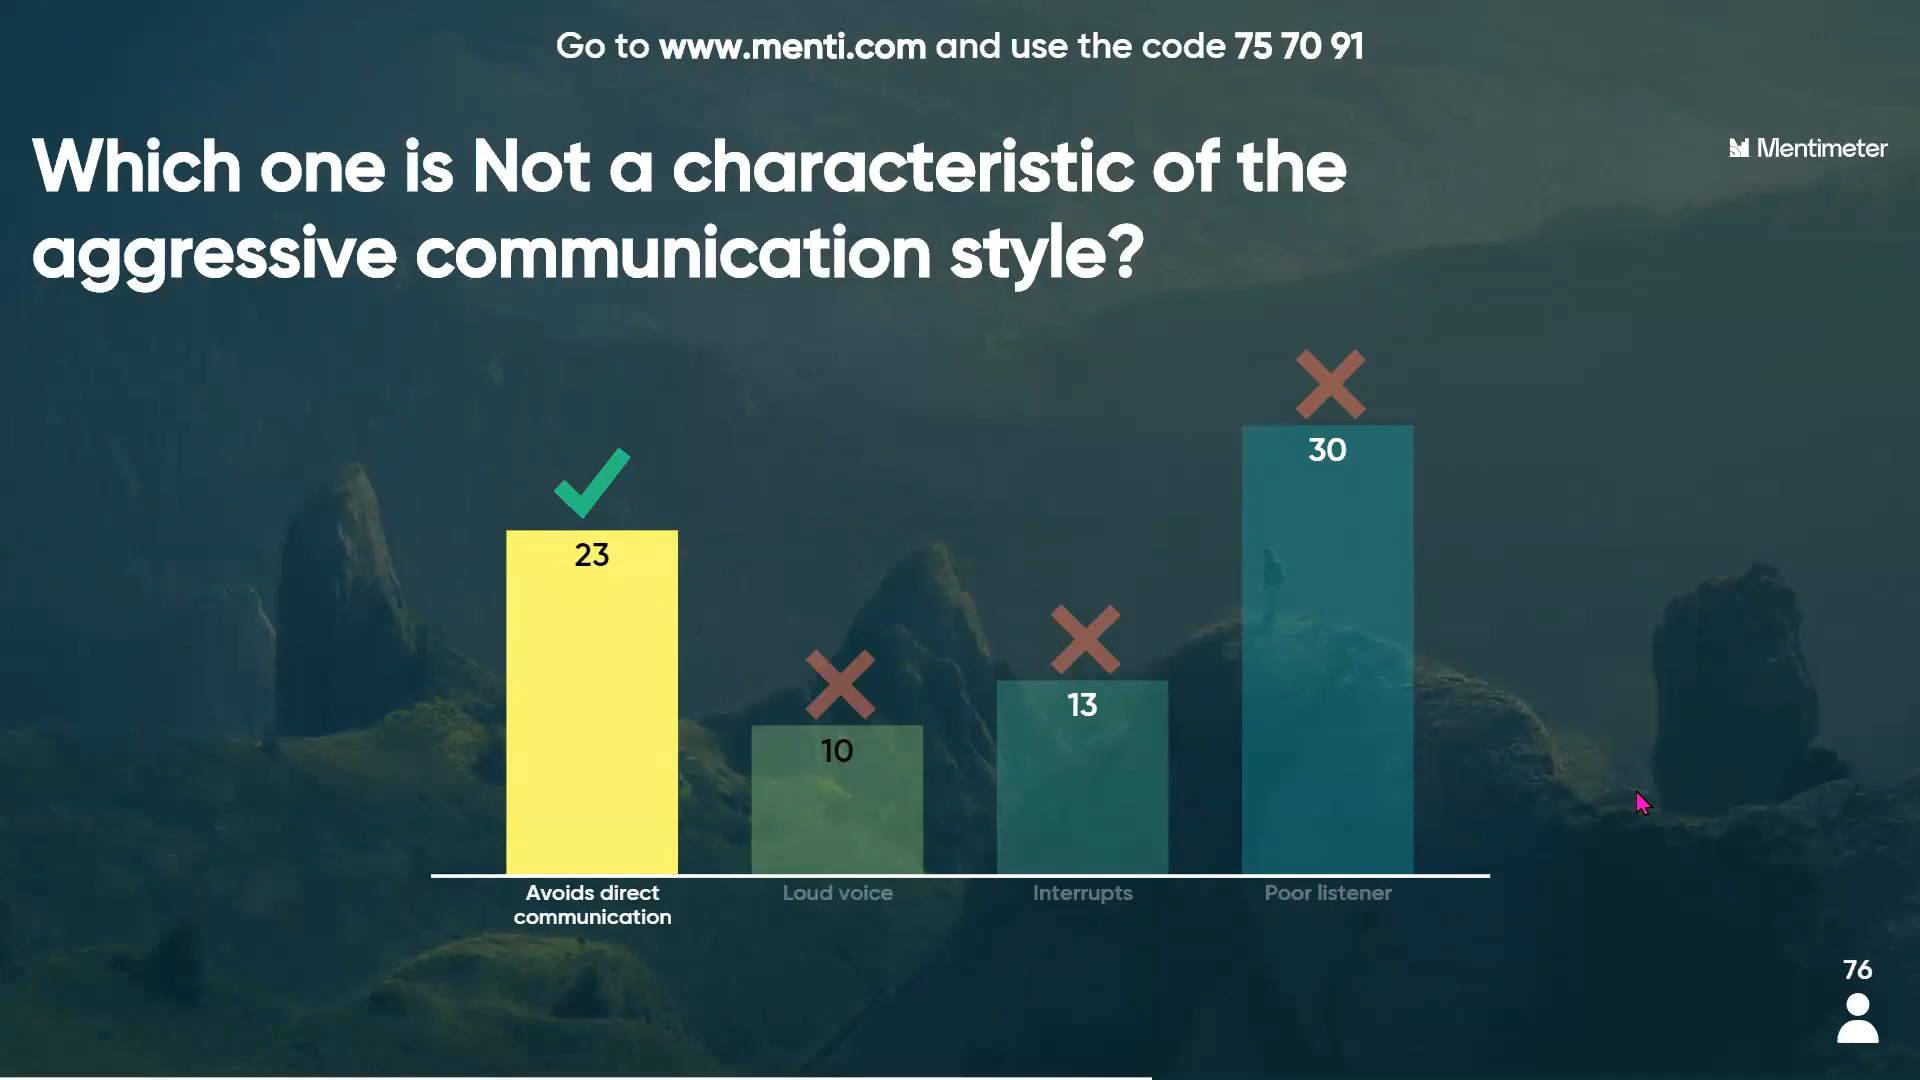 Go to www.menti.com and use the code 75 70 91
Which one is Not a characteristic of the
aggressive communication style?
Mentimeter
23
10
13
30
Avoids direct
communication
Loud voice
Interrupts
Poor listener
76